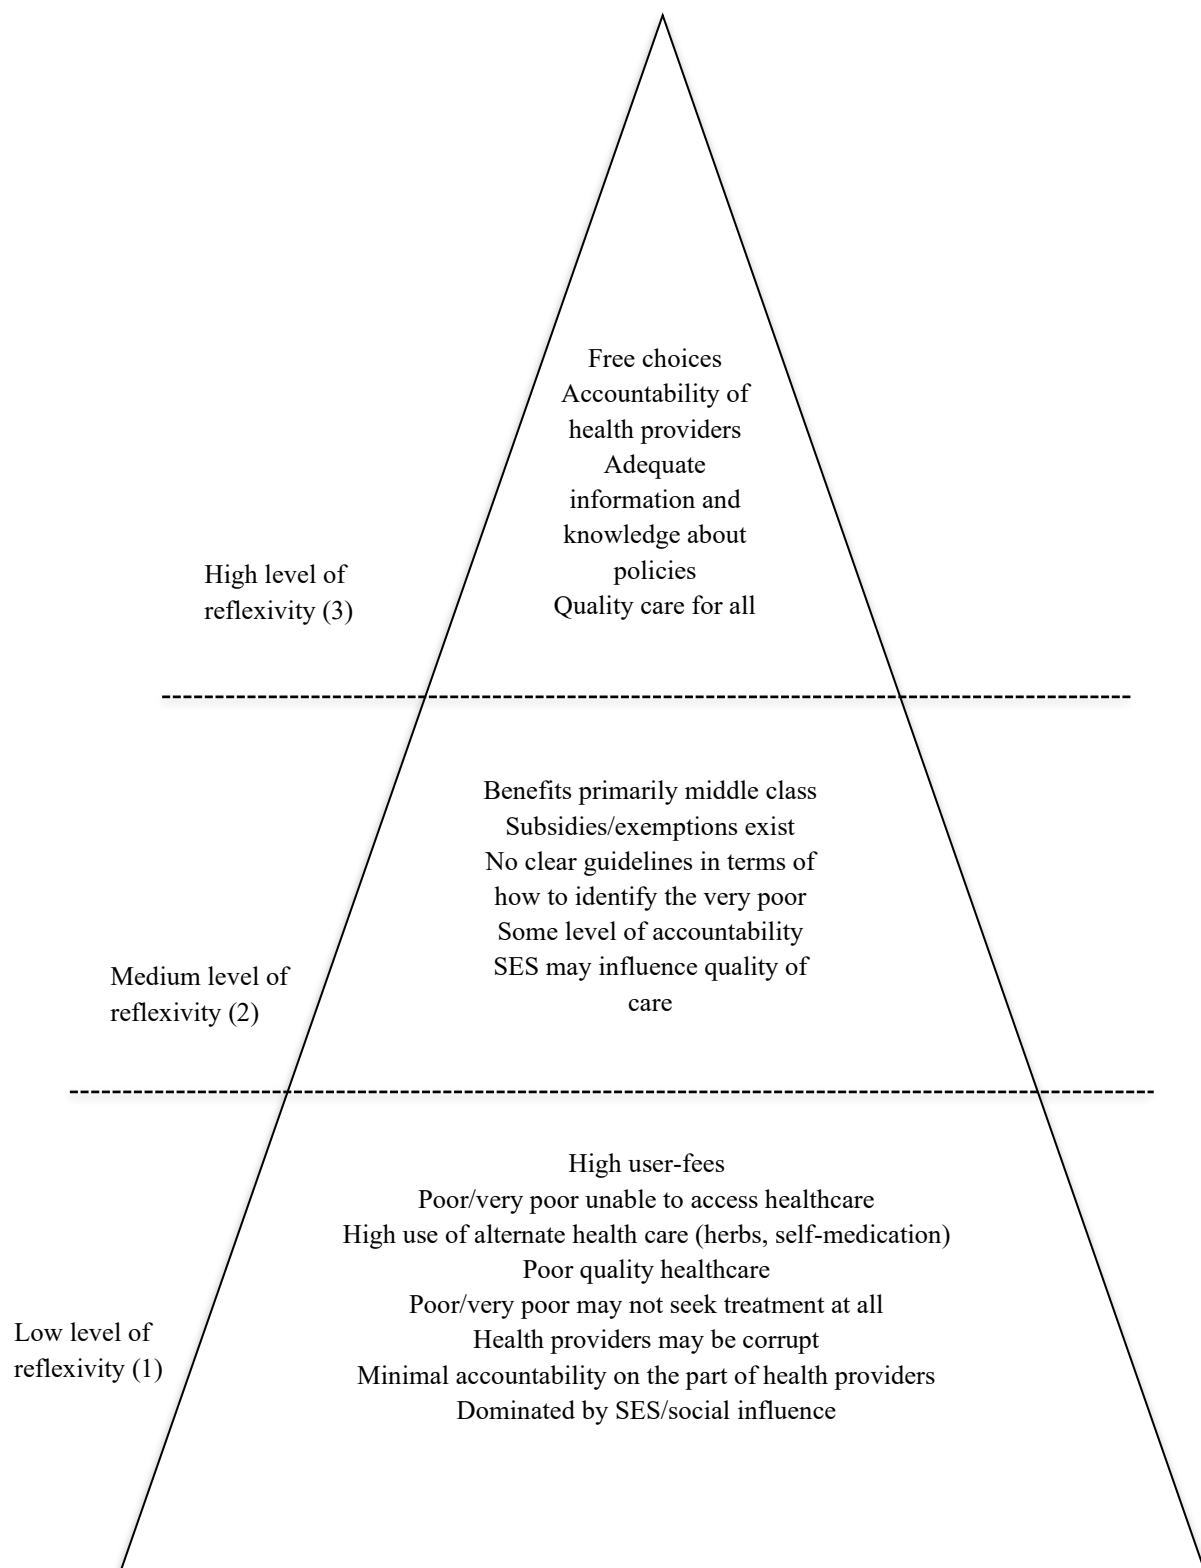 Free choices
Accountability of
health providers
Adequate
information and
knowledge about
policies
Quality care for all
High level of
reflexivity (3)
Benefits primarily middle class
Subsidies/exemptions exist
No clear guidelines in terms of
how to identify the very poor
Some level of accountability
SES may influence quality of
care
Medium level of
reflexivity (2)
High user-fees
Poor/very poor unable to access healthcare
High use of alternate health care (herbs, self-medication)
Poor quality healthcare
Poor/very poor may not seek treatment at all
Health providers may be corrupt
Minimal accountability on the part of health providers
Dominated by SES/social influence
Low level of
reflexivity (1)